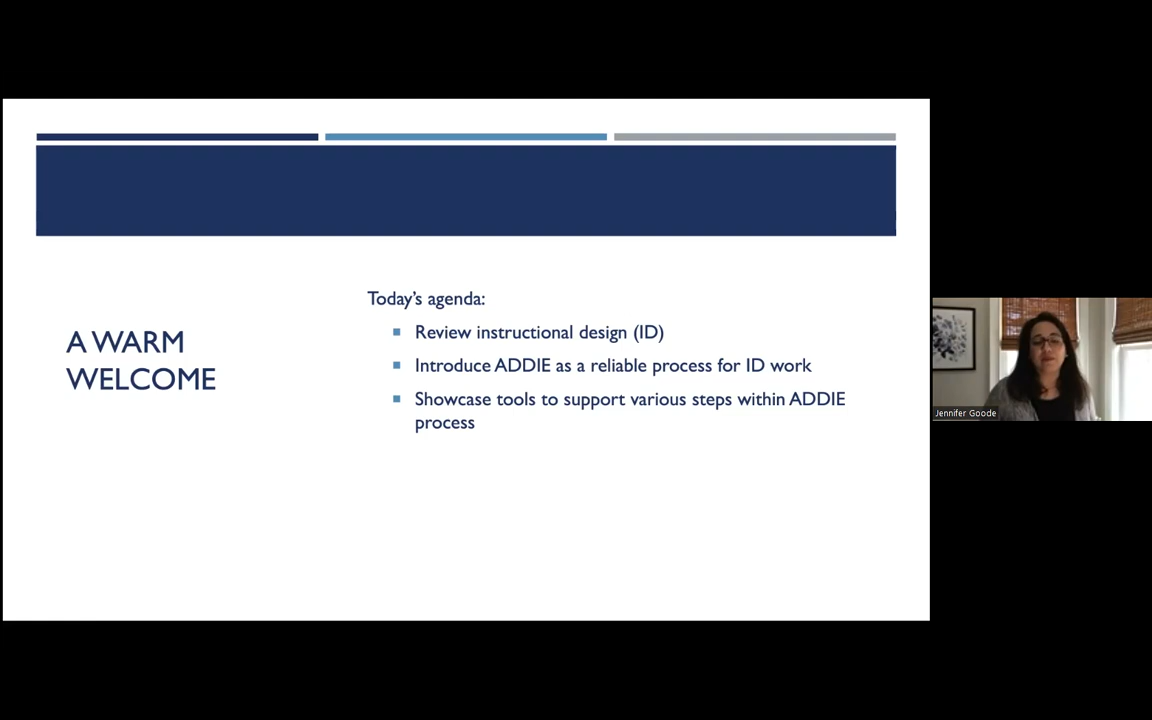 A WARM
WELCOME
Today's agenda:
Review instructional design (ID)
Introduce ADDIE as a reliable process for ID work
Showcase tools to support various steps within ADDIE
process
Jennifer Goode